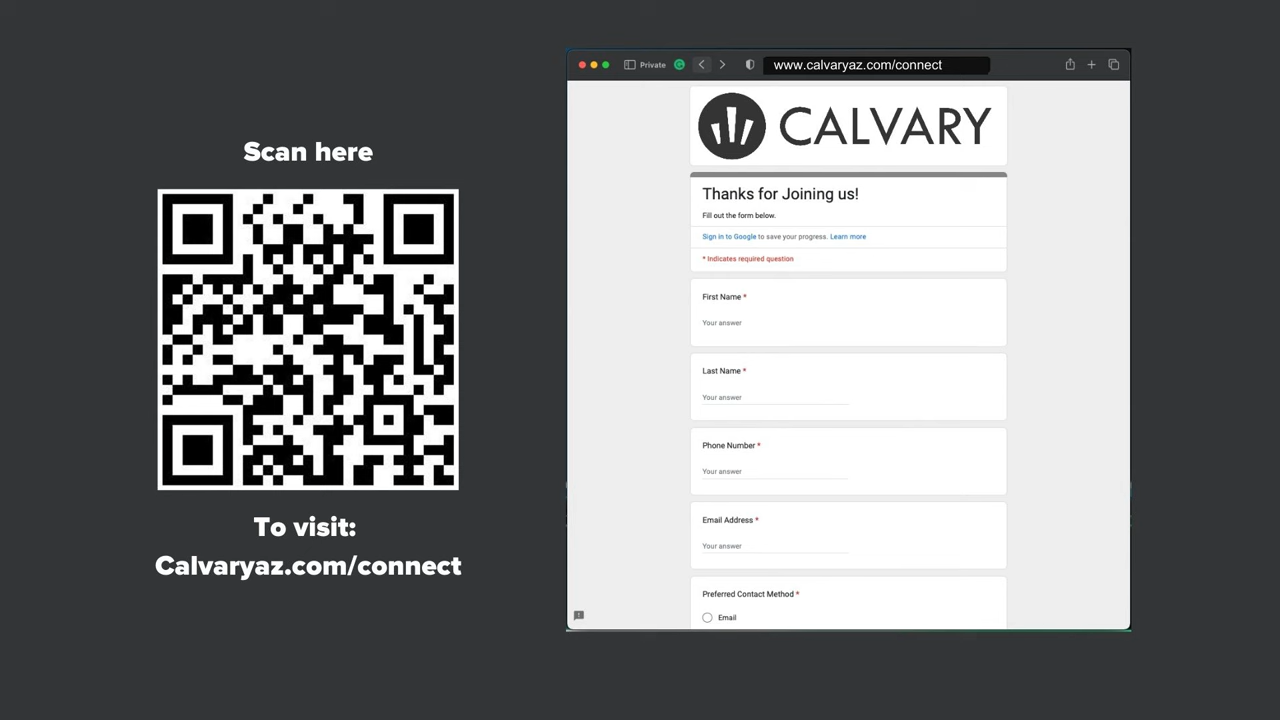 Scan here
To visit:
Calvaryaz.com/connect
Private
www.calvaryaz.com/connect
CALVARY
Thanks for Joining us!
Fill out the form below.
Sign in to Google to save your progress. Learn more
* Indicates required question
First Name *
Your answer
Last Name *
Your answer
Phone Number *
Your answer
Email Address *
Your answer
Preferred Contact Method *
Email